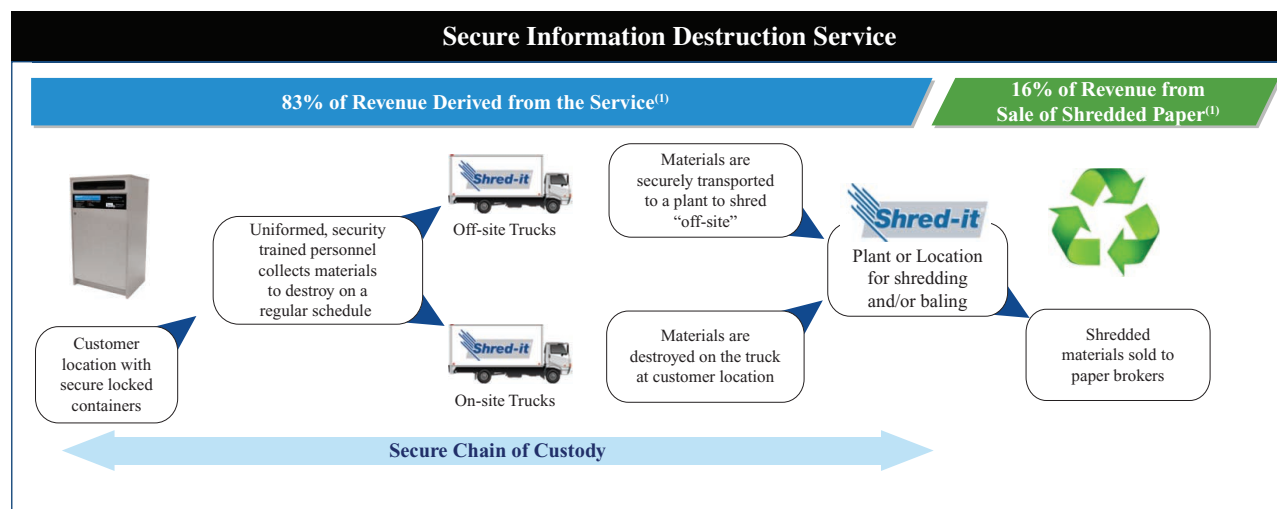 Secure Information Destruction Service
83% of Revenue Derived from the Service(1)
16% of Revenue from
Sale of Shredded Paper(1)
Customer
location with
secure locked
containers
Uniformed, security
trained personnel
collects materials
to destroy on a
regular schedule
Shred-it
Off-site Trucks
Shred-it
On-site Trucks
Materials are
securely transported
to a plant to shred
“off-site”
Materials are
destroyed on the truck
at customer location
Shred-it
Plant or Location
for shredding
and/or baling
Shredded
materials sold to
paper brokers
Secure Chain of Custody